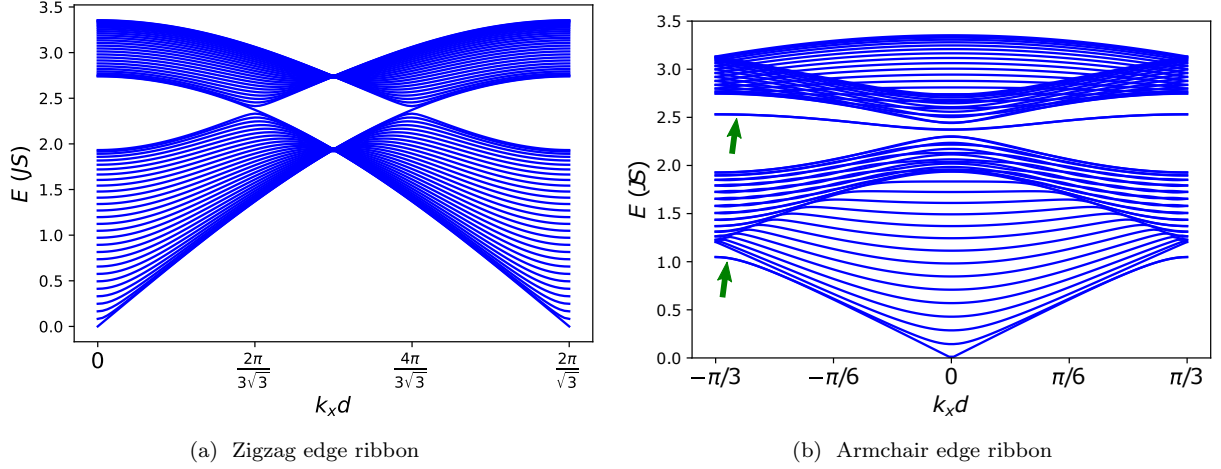 3.5
3.0
2.5
2.0
1.5
1.0
0.5
0.0
E (JS)
0
2π/3√3
4π/3√3
2π/√3
k_x d
(a) Zigzag edge ribbon
3.5
3.0
2.5
2.0
1.5
1.0
0.5
0.0
E (JS)
−π/3
−π/6
0
π/6
π/3
k_x d
(b) Armchair edge ribbon